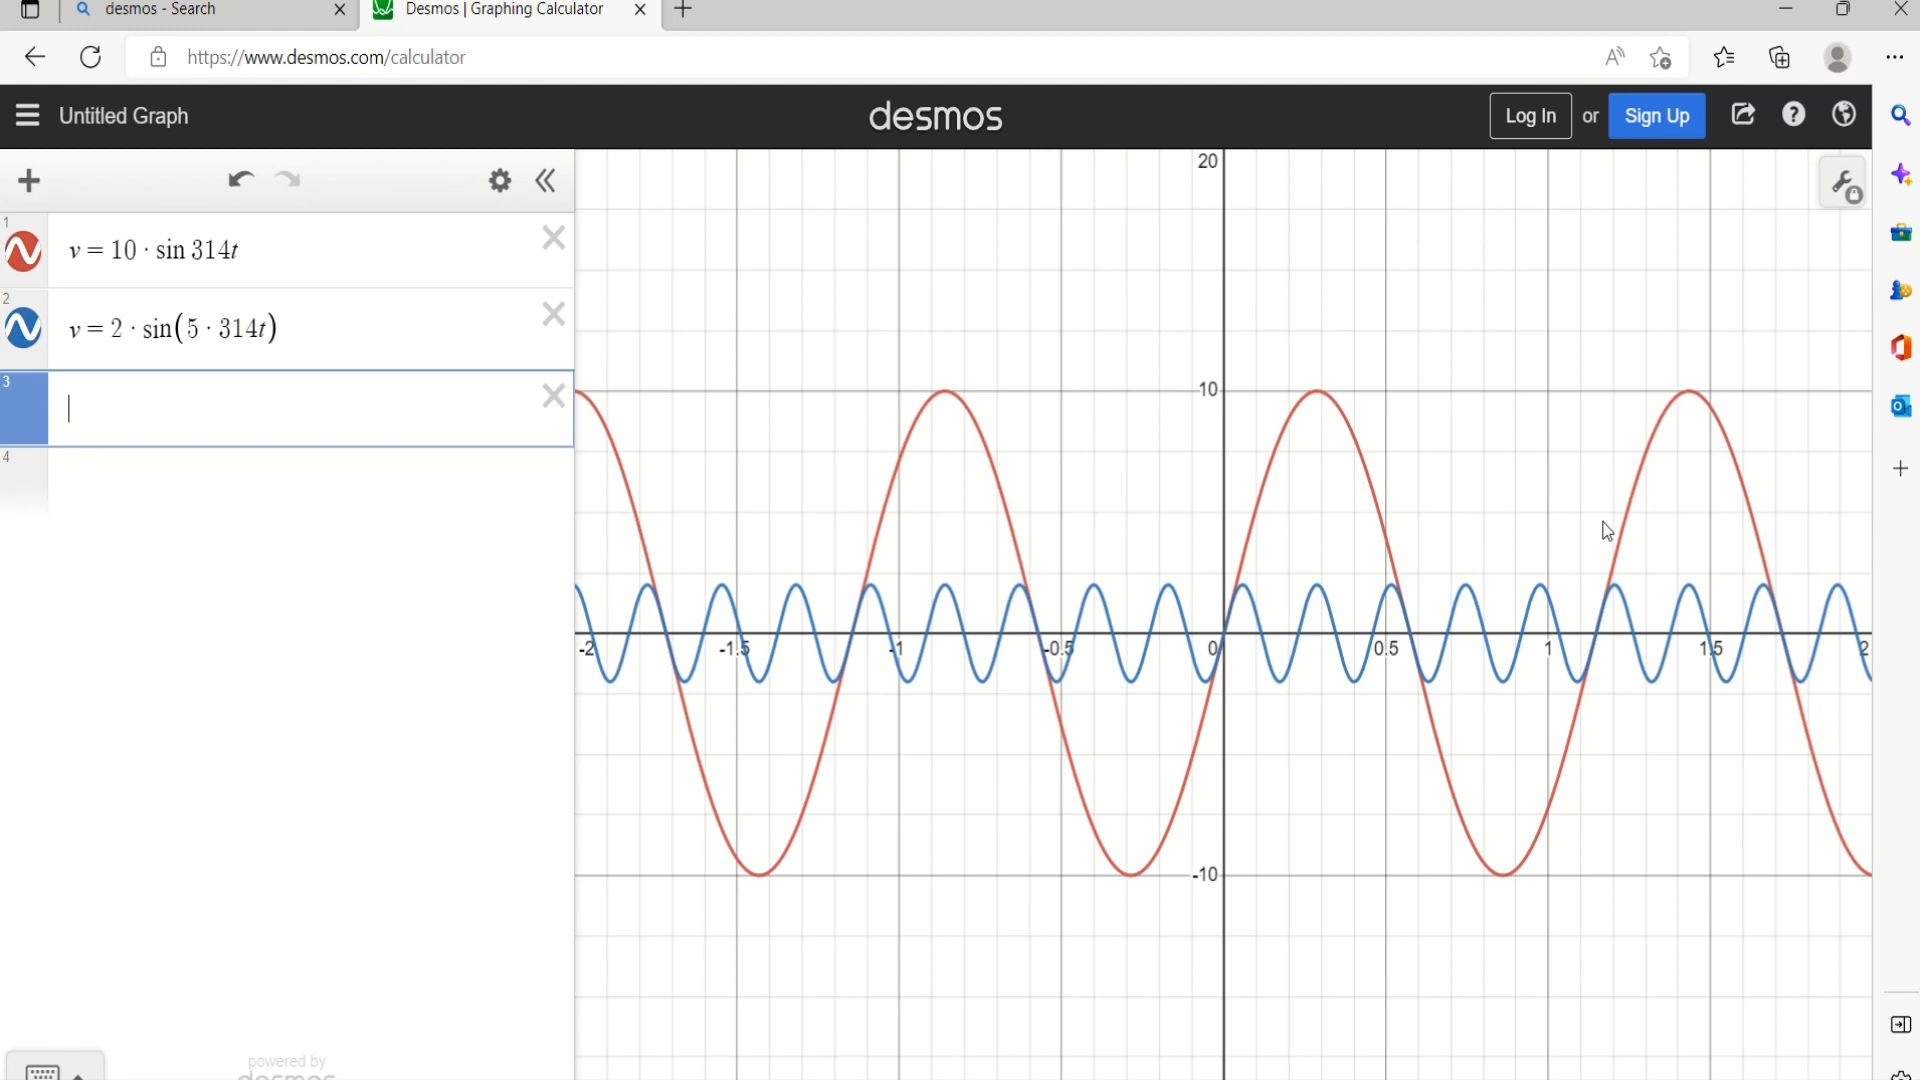 desmos - Search
Desmos | Graphing Calculator
https://www.desmos.com/calculator
Untitled Graph
desmos
Log In or Sign Up
1
v = 10 · sin 314t
2
v = 2 · sin(5 · 314t)
3
4
powered by
desmos
20
10
-2 -1.5 -1 -0.5 0 0.5 1 1.5 2
-10